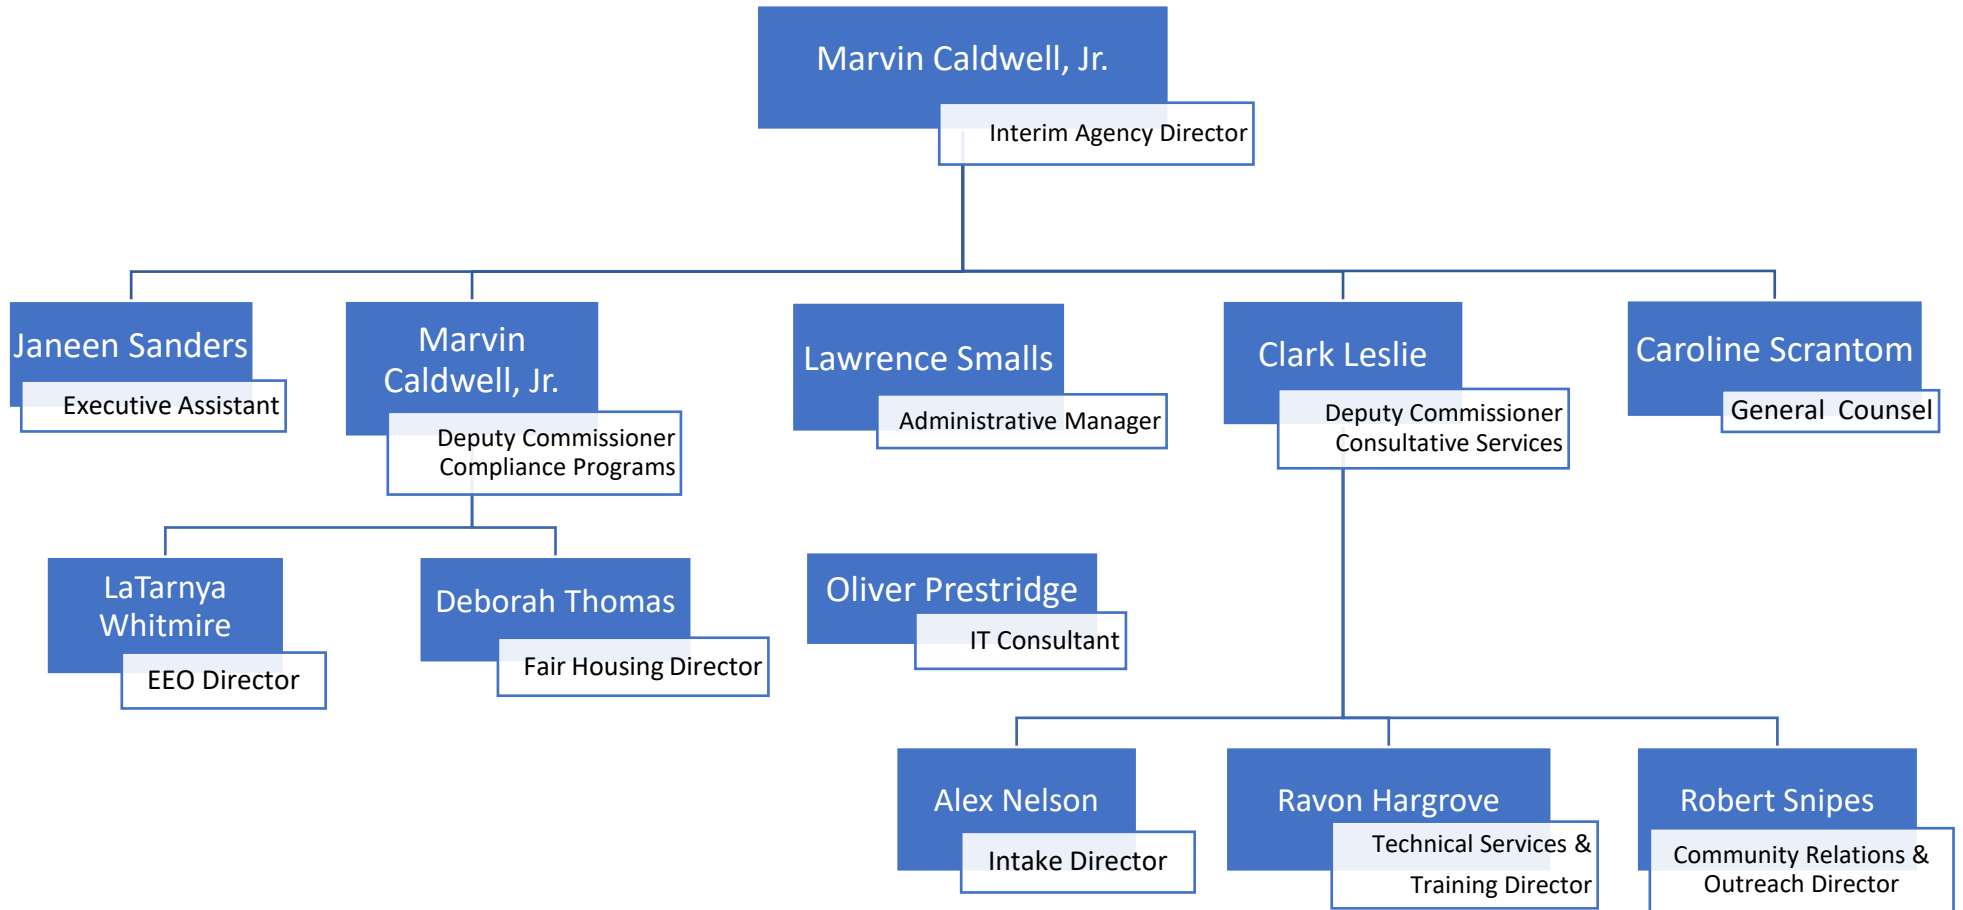 Marvin Caldwell, Jr.
Interim Agency Director
Janeen Sanders
Executive Assistant
Marvin
Caldwell, Jr.
Deputy Commissioner
Compliance Programs
Lawrence Smalls
Administrative Manager
Clark Leslie
Deputy Commissioner
Consultative Services
Caroline Scrantom
General Counsel
LaTarnya
Whitmire
EEO Director
Deborah Thomas
Fair Housing Director
Oliver Prestridge
IT Consultant
Alex Nelson
Intake Director
Ravon Hargrove
Technical Services &
Training Director
Robert Snipes
Community Relations &
Outreach Director